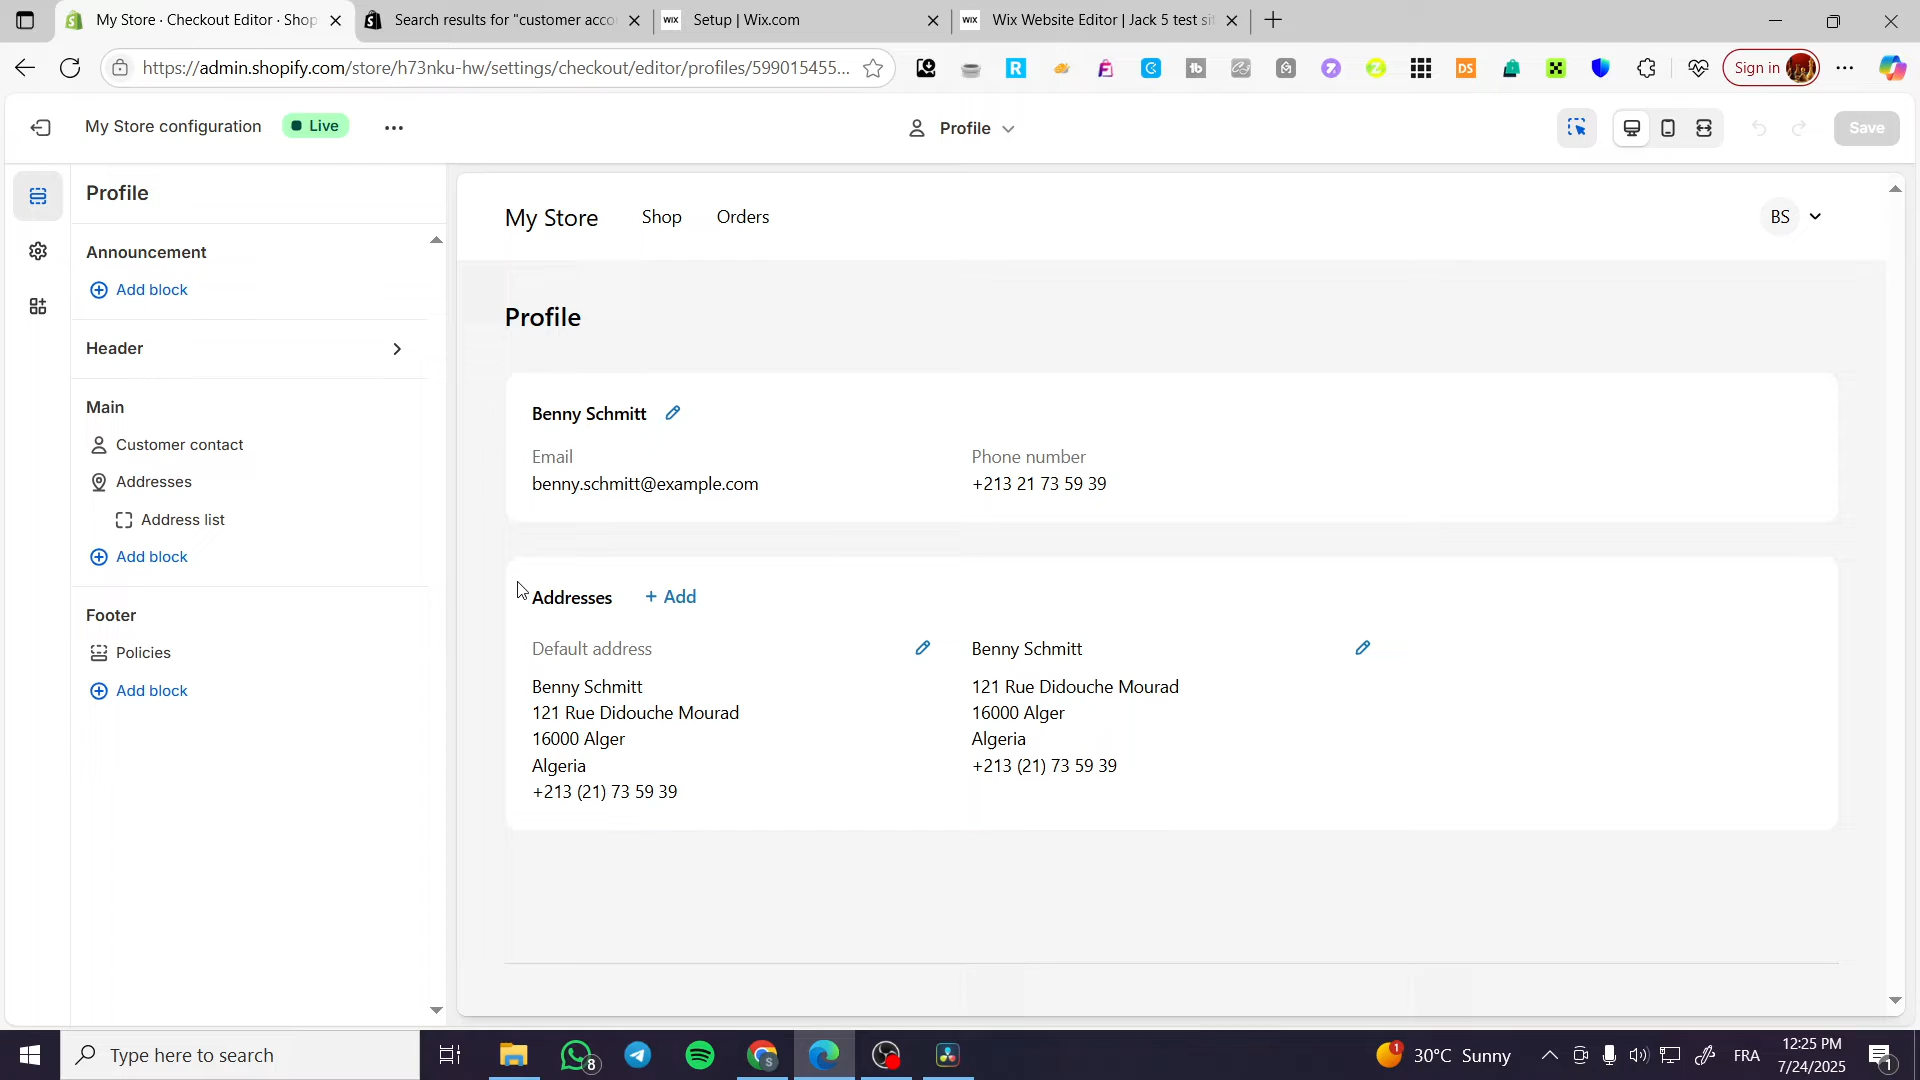 My Store · Checkout Editor · Shop
Search results for "customer acco
WIX
Setup | Wix.com
WIX
Wix Website Editor | Jack 5 test si
https://admin.shopify.com/store/h73nku-hw/settings/checkout/editor/profiles/599015455...
Sign in
My Store configuration
Live
Profile
Save
Profile
Announcement
Add block
Header
Main
Customer contact
Addresses
Address list
Add block
Footer
Policies
Add block
My Store
Shop
Orders
BS
Profile
Benny Schmitt
Email
benny.schmitt@example.com
Phone number
+213 21 73 59 39
Addresses
+ Add
Default address
Benny Schmitt
121 Rue Didouche Mourad
16000 Alger
Algeria
+213 (21) 73 59 39
Benny Schmitt
121 Rue Didouche Mourad
16000 Alger
Algeria
+213 (21) 73 59 39
Type here to search
8
1
30°C Sunny
FRA
12:25 PM
7/24/2025
1